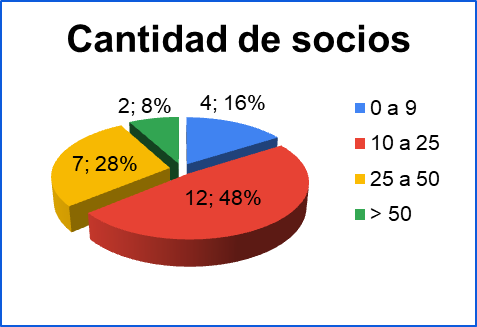 Cantidad de socios
2; 8%
4; 16%
7; 28%
12; 48%
0 a 9
10 a 25
25 a 50
> 50